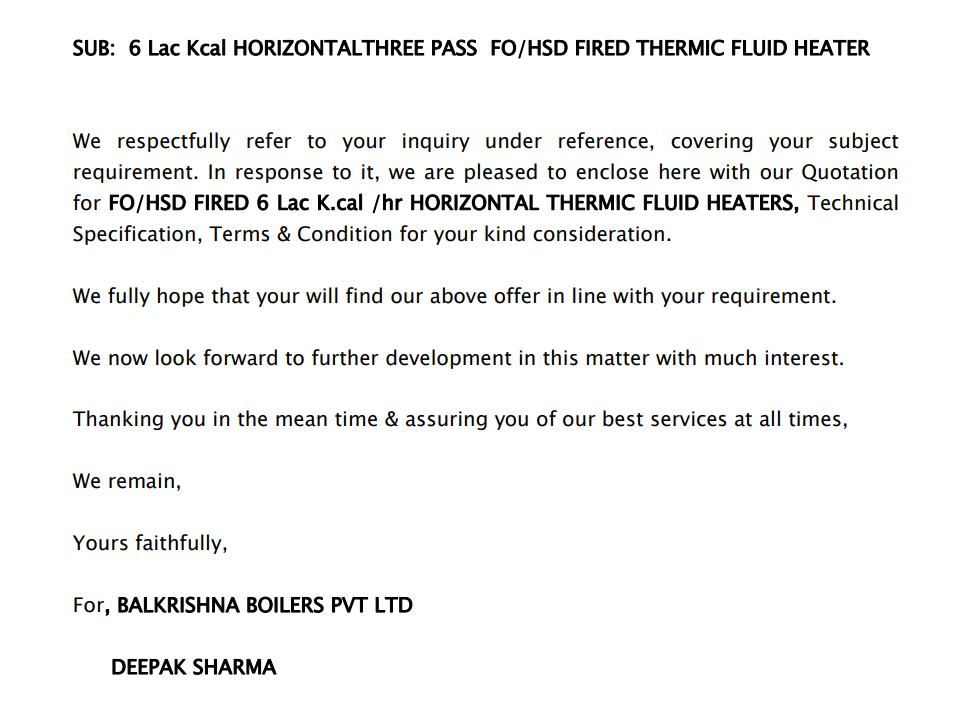 SUB:  6 Lac Kcal HORIZONTALTHREE PASS  FO/HSD FIRED THERMIC FLUID HEATER
We respectfully refer to your inquiry under reference, covering your subject
requirement. In response to it, we are pleased to enclose here with our Quotation
for FO/HSD FIRED 6 Lac K.cal /hr HORIZONTAL THERMIC FLUID HEATERS, Technical
Specification, Terms & Condition for your kind consideration.
We fully hope that your will find our above offer in line with your requirement.
We now look forward to further development in this matter with much interest.
Thanking you in the mean time & assuring you of our best services at all times,
We remain,
Yours faithfully,
For, BALKRISHNA BOILERS PVT LTD
DEEPAK SHARMA